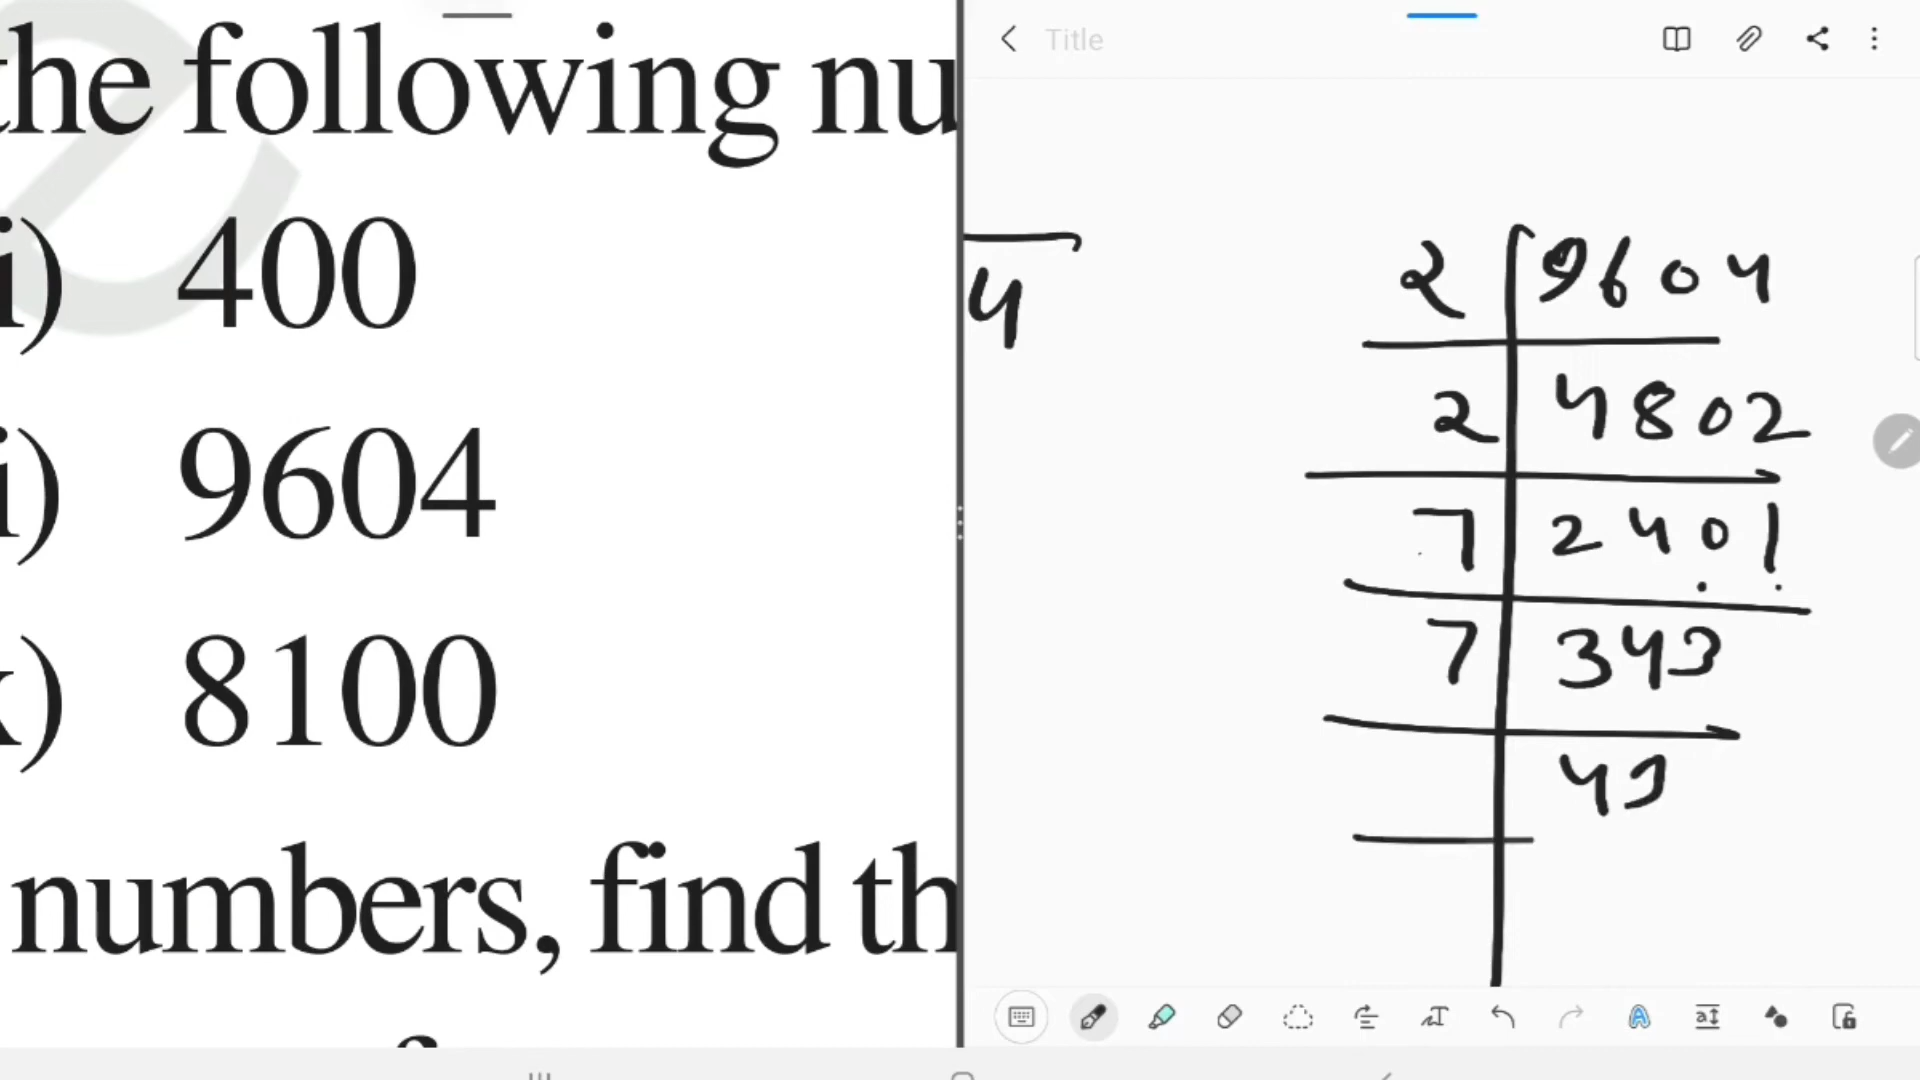 the following nu
i) 400
i) 9604
x) 8100
numbers, find th
Title
4
2 9604
2 4802
7 2401
7 343
49